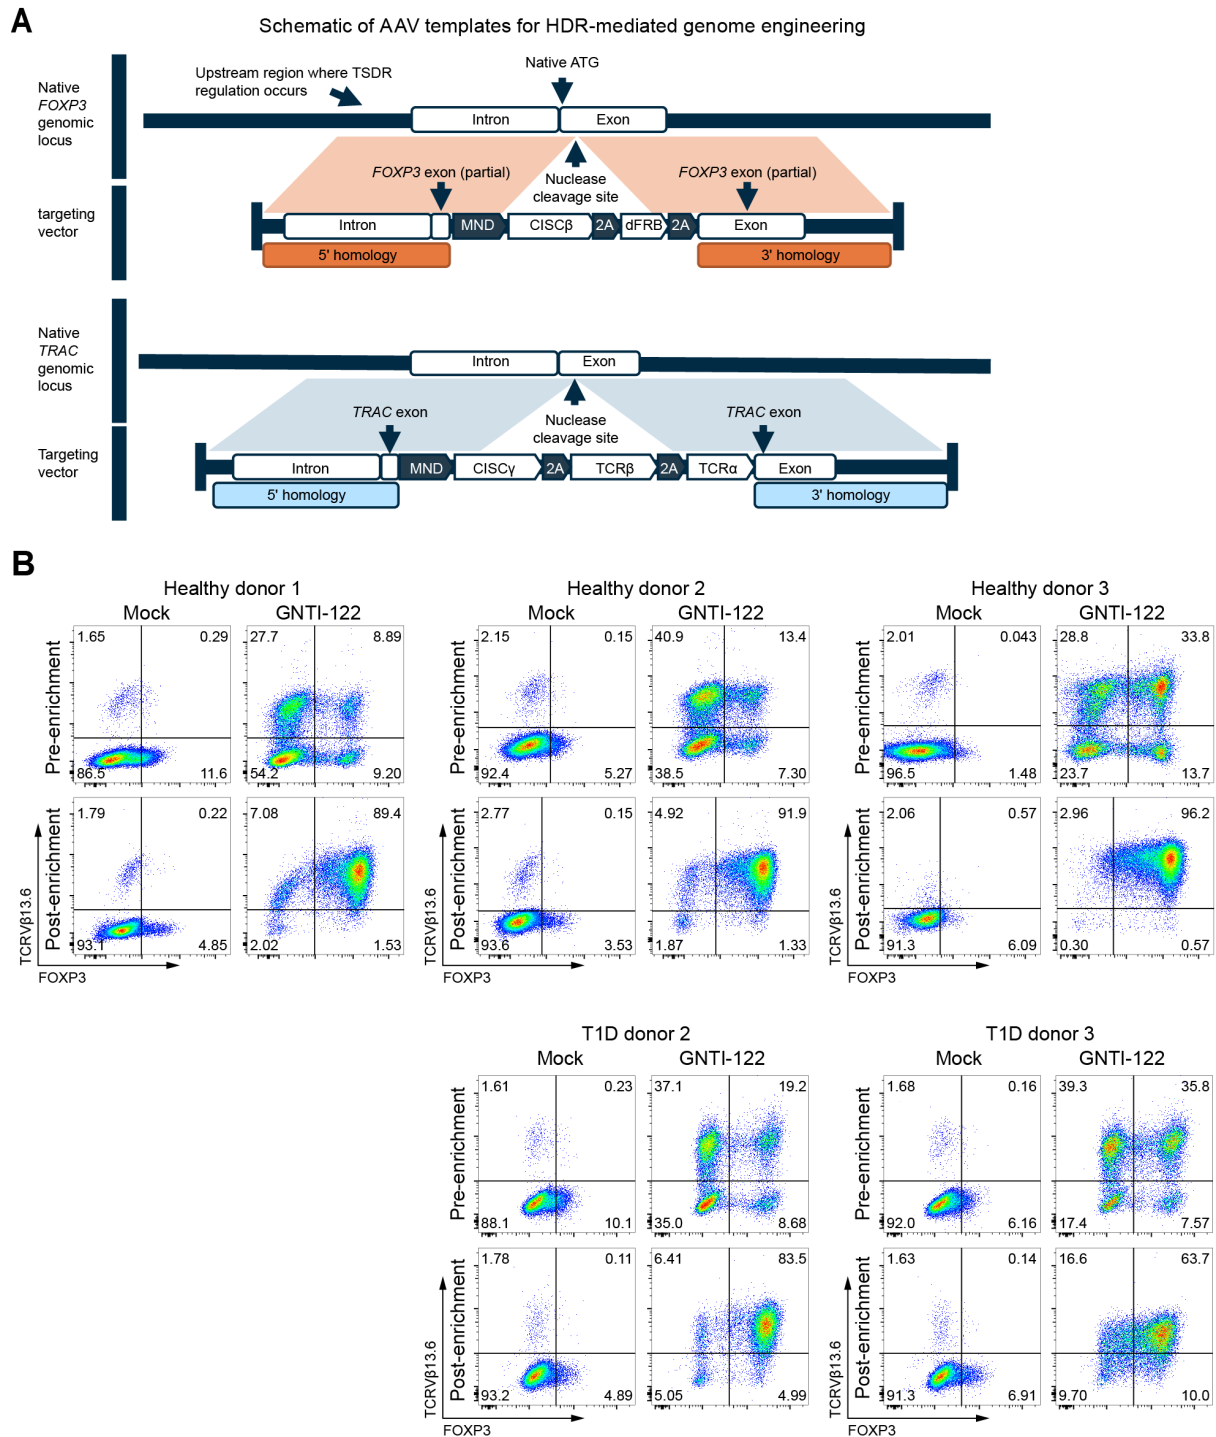 A
Schematic of AAV templates for HDR-mediated genome engineering
Native
FOXP3
genomic
locus
Upstream region where TSDR
regulation occurs
Native ATG
Intron
Exon
FOXP3 exon (partial)
Nuclease
cleavage site
FOXP3 exon (partial)
targeting
vector
Intron
MND
CISCβ
2A
dFRB
2A
Exon
5' homology
3' homology
Native
TRAC
genomic
locus
Intron
Exon
TRAC exon
Nuclease
cleavage site
TRAC exon
Targeting
vector
Intron
MND
CISCγ
2A
TCRβ
2A
TCRα
Exon
5' homology
3' homology
B
Healthy donor 1
Mock
GNTI-122
Pre-enrichment
1.65
0.29
86.5
11.6
27.7
8.89
54.2
9.20
Post-enrichment
1.79
0.22
93.1
4.85
7.08
89.4
2.02
1.53
TCRVβ13.6
FOXP3
Healthy donor 2
Mock
GNTI-122
Pre-enrichment
2.15
0.15
92.4
5.27
40.9
13.4
38.5
7.30
Post-enrichment
2.77
0.15
93.6
3.53
4.92
91.9
1.87
1.33
TCRVβ13.6
FOXP3
Healthy donor 3
Mock
GNTI-122
Pre-enrichment
2.01
0.043
96.5
1.48
28.8
33.8
23.7
13.7
Post-enrichment
2.06
0.57
91.3
6.09
2.96
96.2
0.30
0.57
TCRVβ13.6
FOXP3
T1D donor 2
Mock
GNTI-122
Pre-enrichment
1.61
0.23
88.1
10.1
37.1
19.2
35.0
8.68
Post-enrichment
1.78
0.11
93.2
4.89
6.41
83.5
5.05
4.99
TCRVβ13.6
FOXP3
T1D donor 3
Mock
GNTI-122
Pre-enrichment
1.68
0.16
92.0
6.16
39.3
35.8
17.4
7.57
Post-enrichment
1.63
0.14
91.3
6.91
16.6
63.7
9.70
10.0
TCRVβ13.6
FOXP3